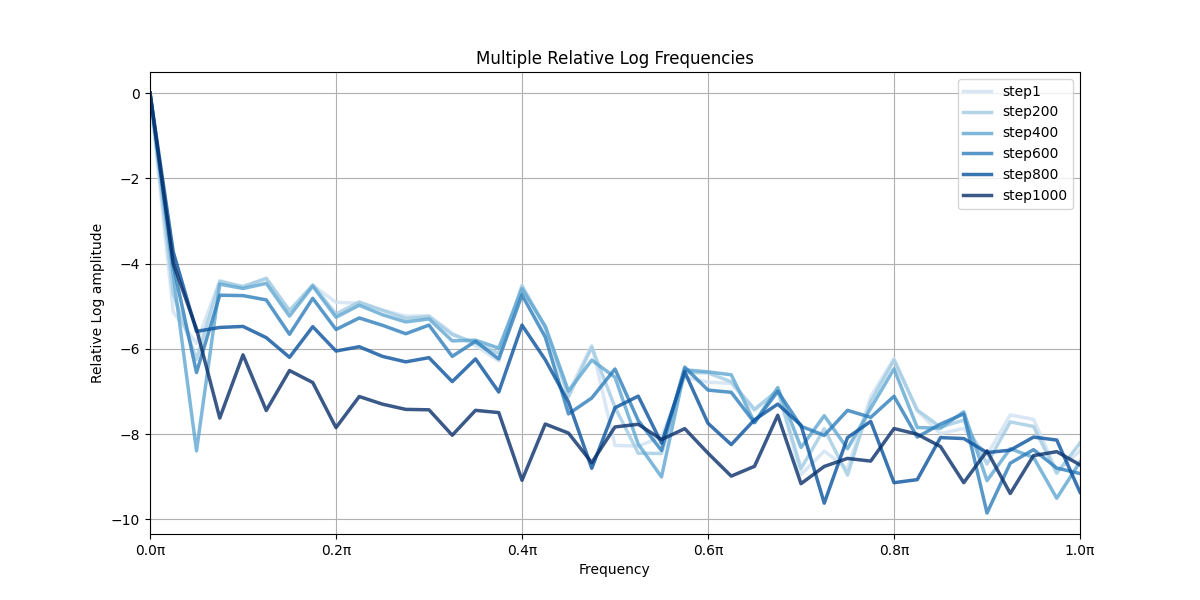 Multiple Relative Log Frequencies
Relative Log amplitude
0
−2
−4
−6
−8
−10
step1
step200
step400
step600
step800
step1000
0.0π
0.2π
0.4π
0.6π
0.8π
1.0π
Frequency